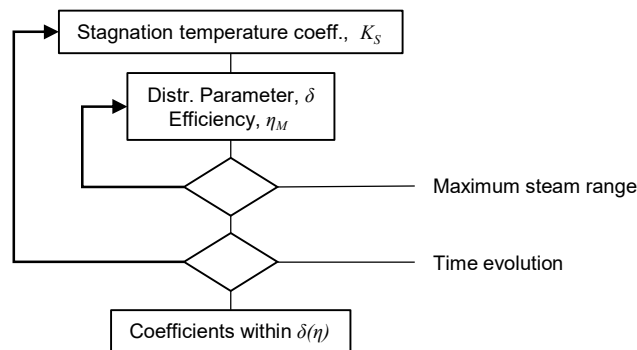 Stagnation temperature coeff., K_S
Distr. Parameter, δ
Efficiency, η_M
Maximum steam range
Time evolution
Coefficients within δ(η)